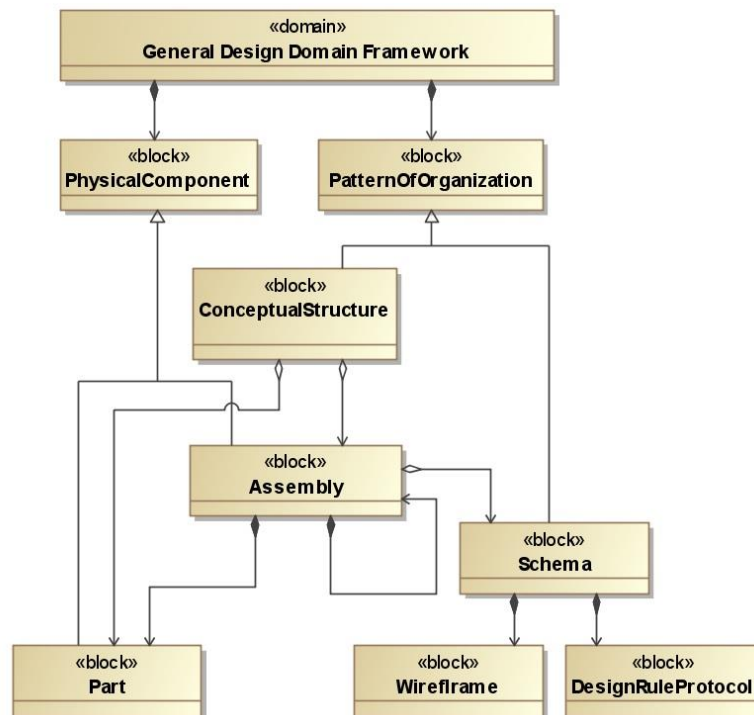 «domain»
General Design Domain Framework
«block»
PhysicalComponent
«block»
PatternOfOrganization
«block»
ConceptualStructure
«block»
Assembly
«block»
Schema
«block»
Part
«block»
Wireflrame
«block»
DesignRuleProtocol